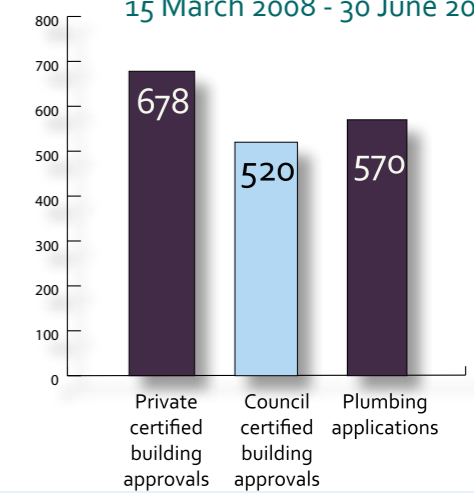 15 March 2008 - 30 June 20
800
700
600
500
400
300
200
100
0
678
520
570
Private
certified
building
approvals
Council
certified
building
approvals
Plumbing
applications